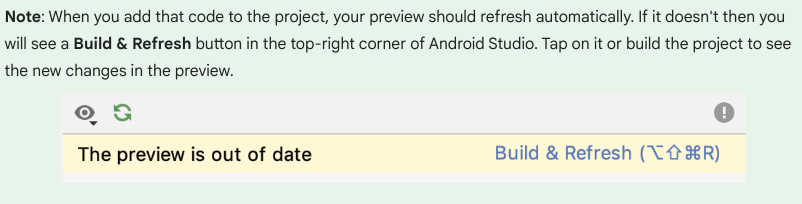 Note: When you add that code to the project, your preview should refresh automatically. If it doesn't then you
will see a Build & Refresh button in the top-right corner of Android Studio. Tap on it or build the project to see
the new changes in the preview.
The preview is out of date Build & Refresh (⌥⇧⌘R)